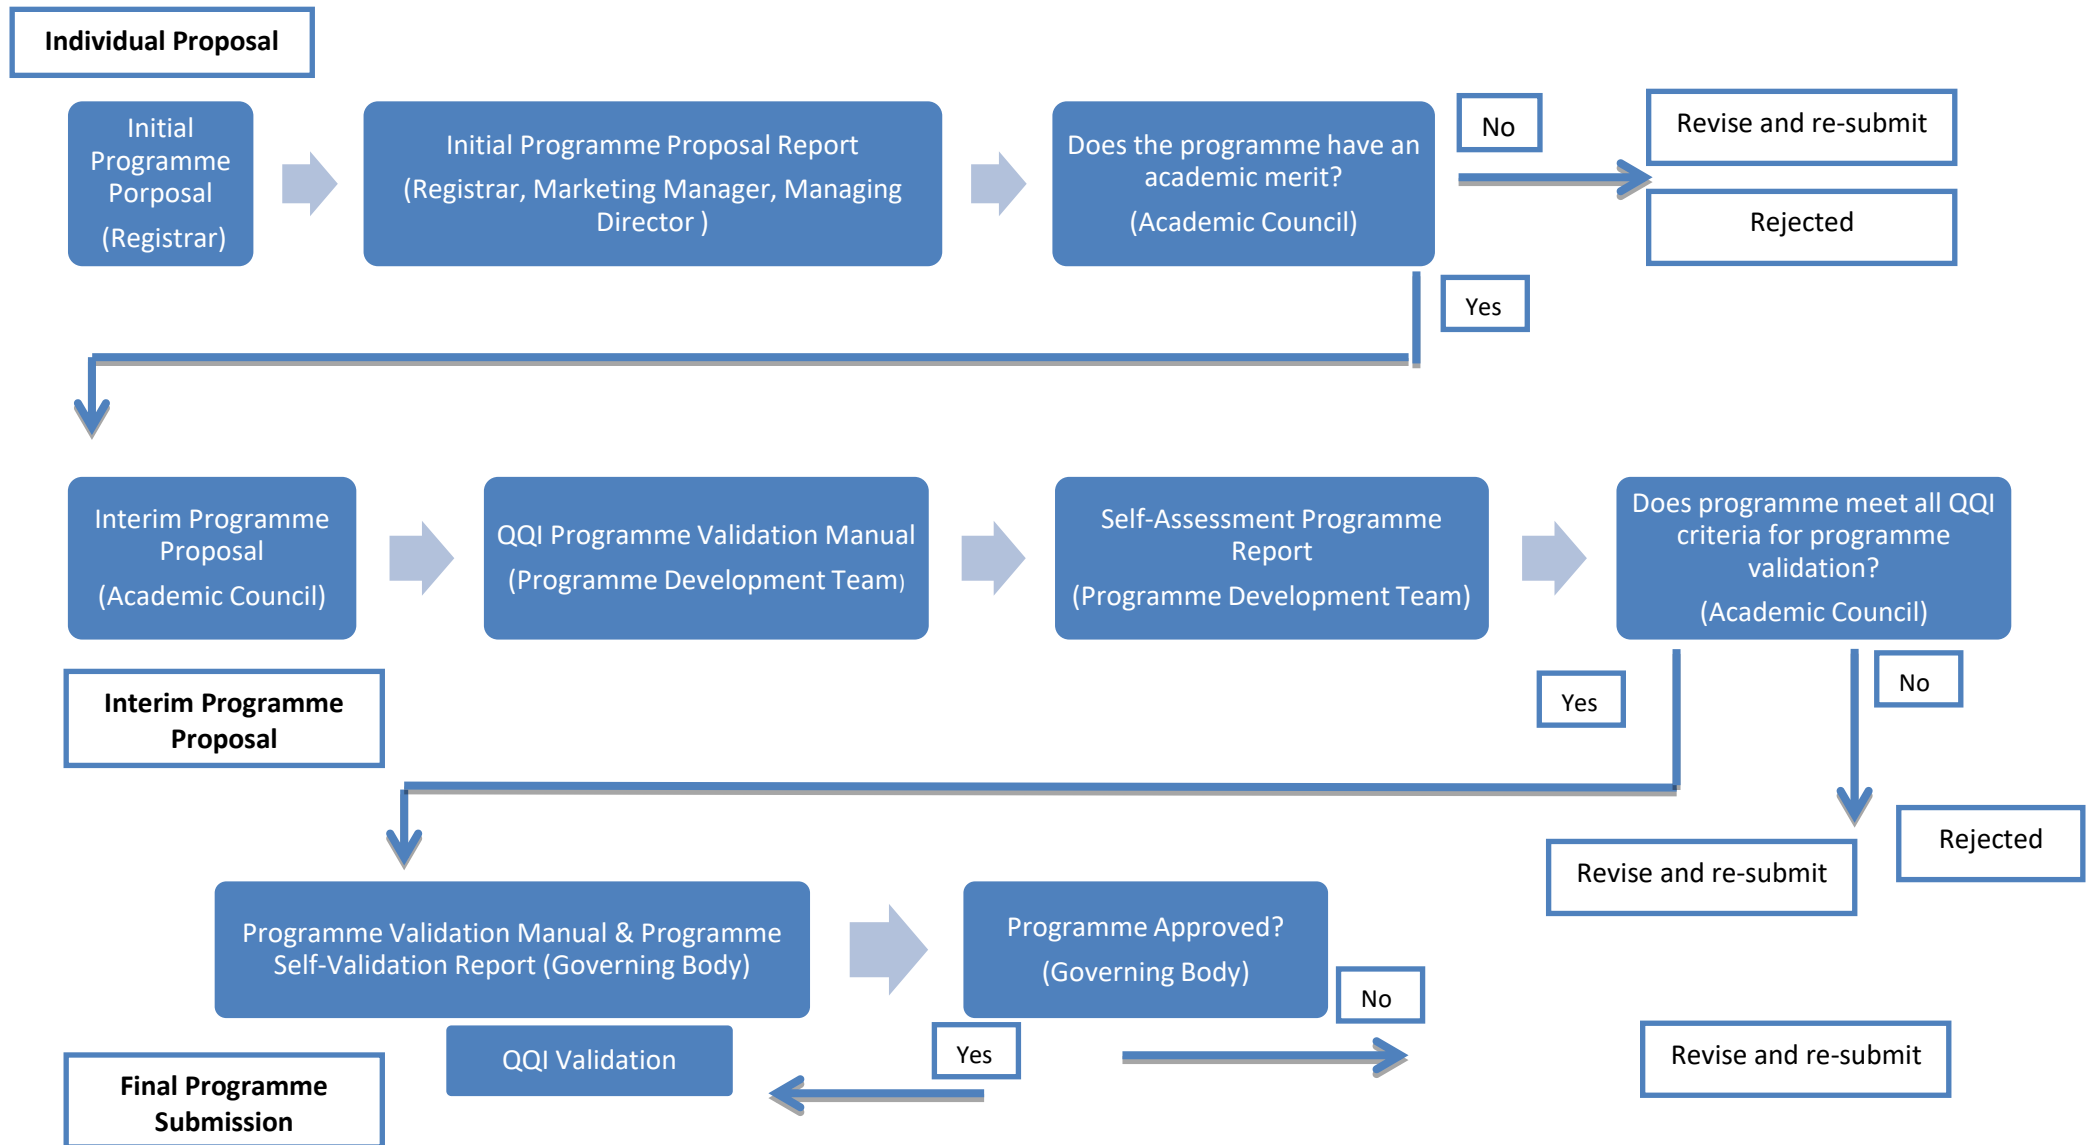 Individual Proposal
Initial
Programme
Porposal
(Registrar)
Initial Programme Proposal Report
(Registrar, Marketing Manager, Managing
Director )
Does the programme have an
academic merit?
(Academic Council)
No
Revise and re-submit
Rejected
Yes
Interim Programme
Proposal
(Academic Council)
QQI Programme Validation Manual
(Programme Development Team)
Self-Assessment Programme
Report
(Programme Development Team)
Does programme meet all QQI
criteria for programme
validation?
(Academic Council)
Interim Programme
Proposal
Yes
No
Revise and re-submit
Rejected
Programme Validation Manual & Programme
Self-Validation Report (Governing Body)
Programme Approved?
(Governing Body)
No
QQI Validation
Yes
Revise and re-submit
Final Programme
Submission